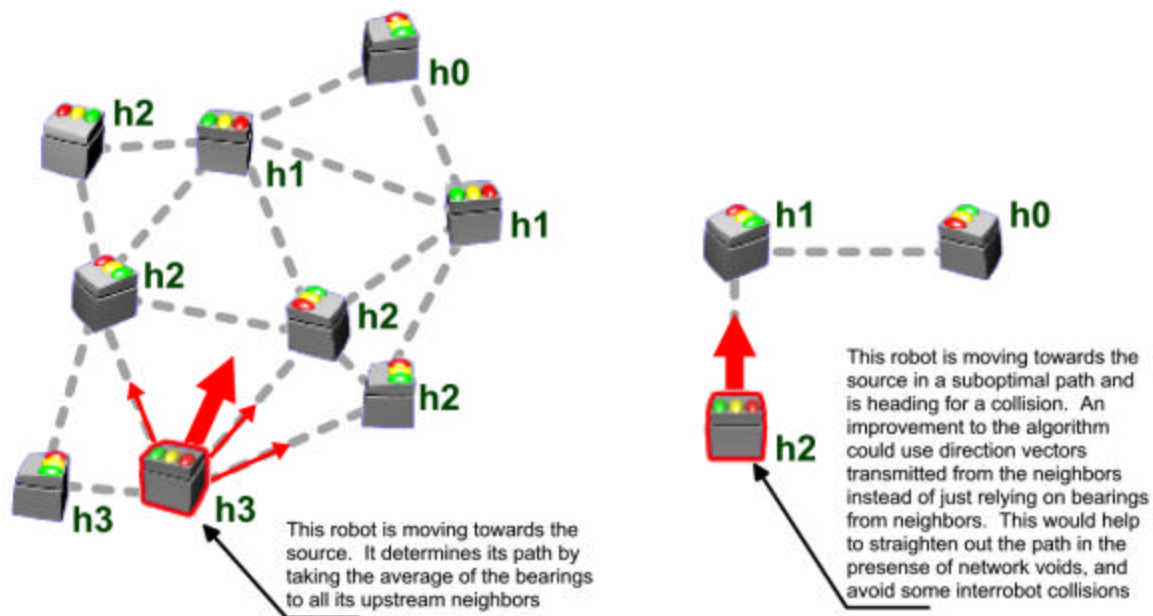 h0
h2
h1
h1
h2
h2
h2
h3
h3
This robot is moving towards the
source. It determines its path by
taking the average of the bearings
to all its upstream neighbors
h1
h0
h2
This robot is moving towards the
source in a suboptimal path and
is heading for a collision. An
improvement to the algorithm
could use direction vectors
transmitted from the neighbors
instead of just relying on bearings
from neighbors. This would help
to straighten out the path in the
presense of network voids, and
avoid some interrobot collisions